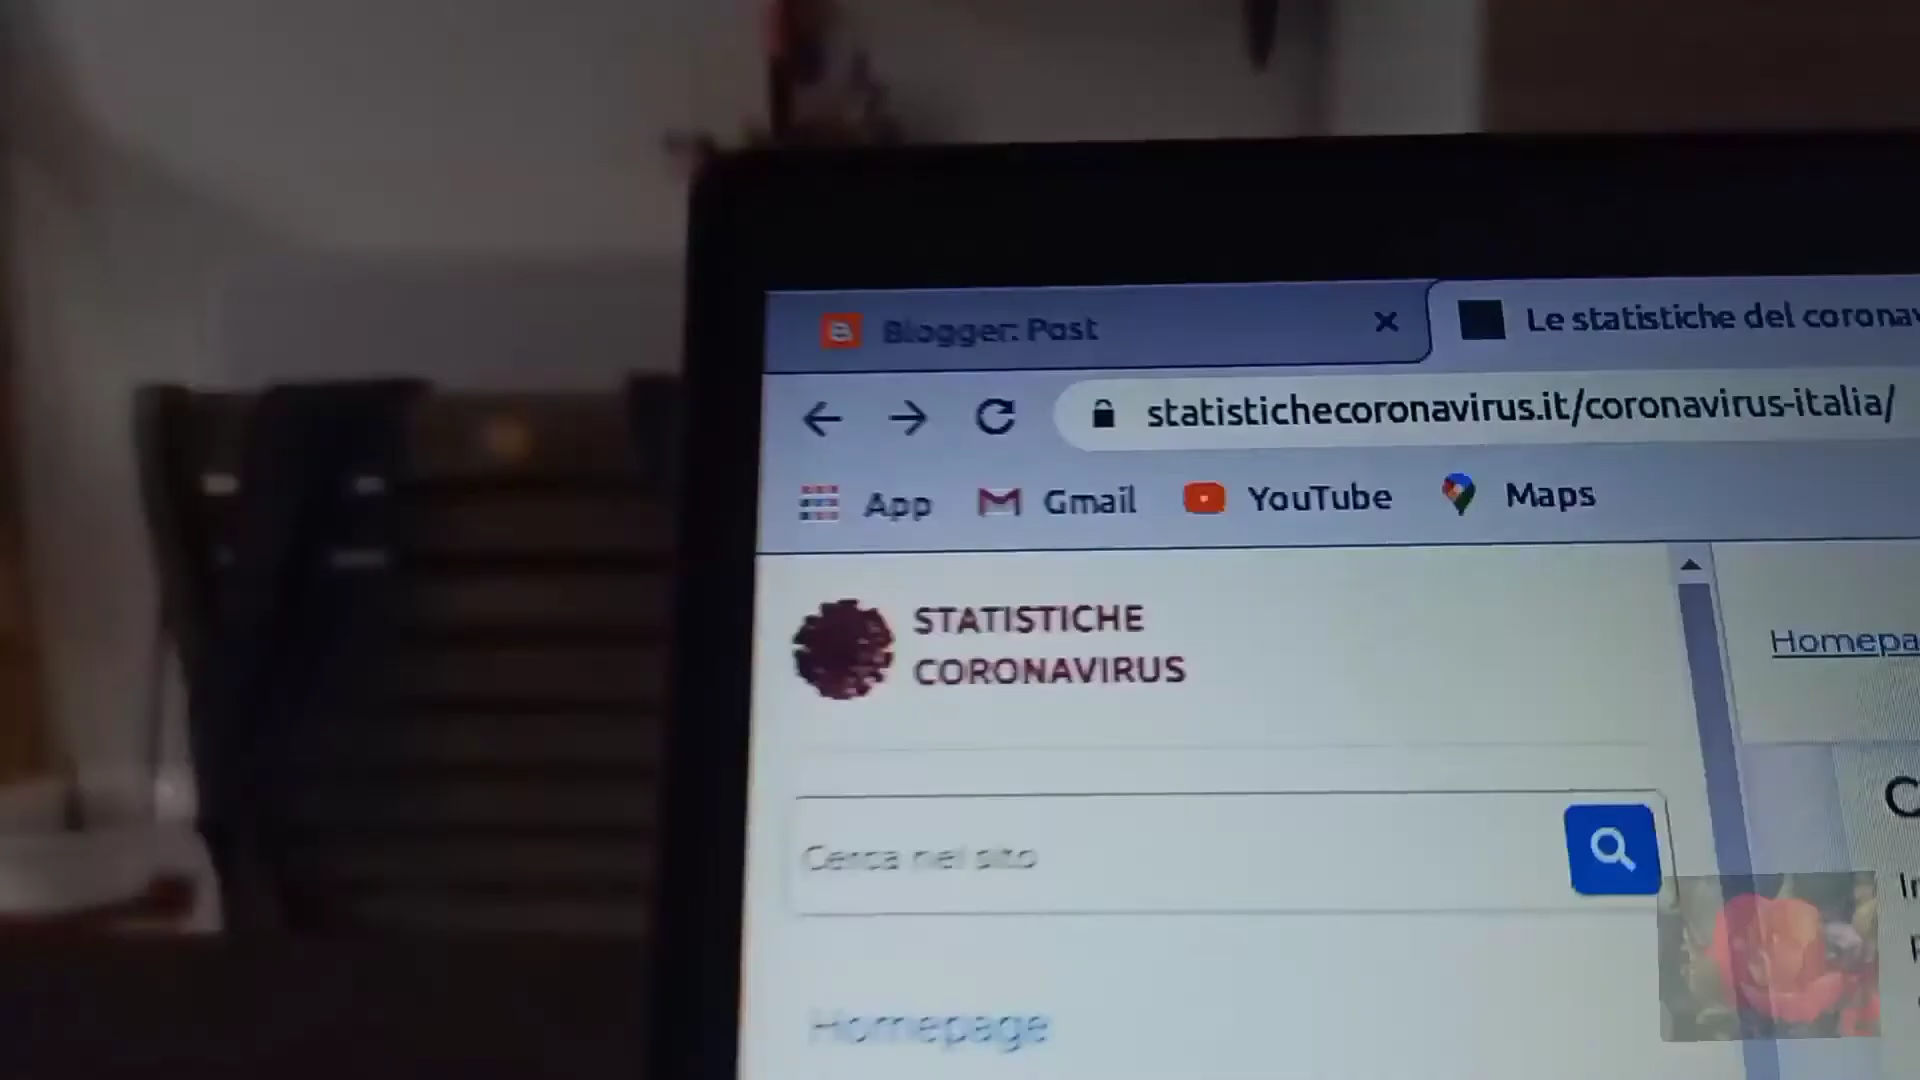 Blogger: Post
Le statistiche del corona
statistichecoronavirus.it/coronavirus-italia/
App Gmail YouTube Maps
STATISTICHE
CORONAVIRUS
Homepa
Cerca nel sito
Homepage